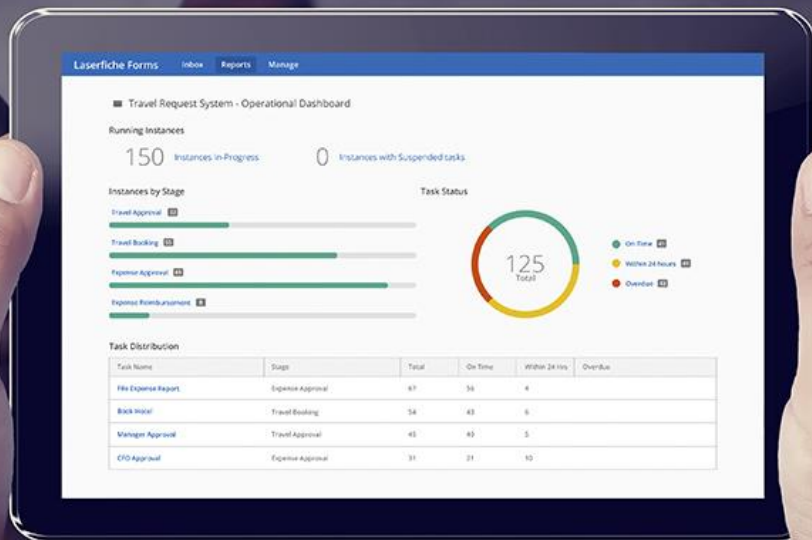 Laserfiche Forms Inbox Reports Manage
Travel Request System - Operational Dashboard
Running Instances
150 Instances In-Progress 0 Instances with Suspended tasks
Instances by Stage Task Status
Travel Approval
Travel Booking
Expense Approval
Expense Reimbursement
125
Total
On Time
Within 24 hours
Overdue
Task Distribution
Task Name Stage Total On Time Within 24 Hrs Overdue
File Expense Report Expense Approval 67 56 4
Book Hotel Travel Booking 54 43 6
Manager Approval Travel Approval 45 40 5
CFO Approval Expense Approval 31 21 10